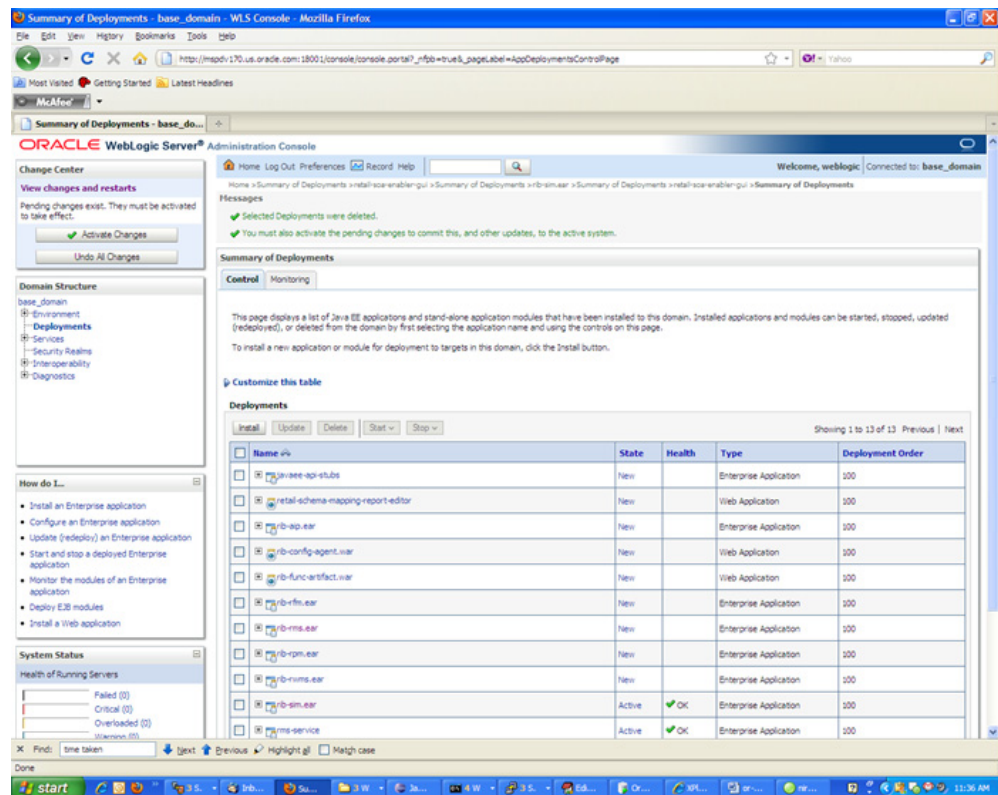 Summary of Deployments - base_domain - WLS Console - Mozilla Firefox
File Edit View History Bookmarks Tools Help
http://mspdv170.us.oracle.com:18001/console/console.portal?_nfpb=true&_pageLabel=AppDeploymentsControlPage
Yahoo
Most Visited Getting Started Latest Headlines
McAfee
Summary of Deployments - base_do...
ORACLE WebLogic Server® Administration Console
Change Center
View changes and restarts
Pending changes exist. They must be activated
to take effect.
Activate Changes
Undo All Changes
Domain Structure
base_domain
Environment
Deployments
Services
Security Realms
Interoperability
Diagnostics
How do I...
Install an Enterprise application
Configure an Enterprise application
Update (redeploy) an Enterprise application
Start and stop a deployed Enterprise
application
Monitor the modules of an Enterprise
application
Deploy EJB modules
Install a Web application
System Status
Health of Running Servers
Failed (0)
Critical (0)
Overloaded (0)
Warning (0)
Home Log Out Preferences Record Help
Welcome, weblogic Connected to: base_domain
Home >Summary of Deployments >retail-soa-enabler-gui >Summary of Deployments >rib-sim.ear >Summary of Deployments >retail-soa-enabler-gui >Summary of Deployments
Messages
Selected Deployments were deleted.
You must also activate the pending changes to commit this, and other updates, to the active system.
Summary of Deployments
Control Monitoring
This page displays a list of Java EE applications and stand-alone application modules that have been installed to this domain. Installed applications and modules can be started, stopped, updated
(redeployed), or deleted from the domain by first selecting the application name and using the controls on this page.
To install a new application or module for deployment to targets in this domain, click the Install button.
Customize this table
Deployments
Install Update Delete Start Stop Showing 1 to 13 of 13 Previous | Next
Name State Health Type Deployment Order
javaee-api-stubs New Enterprise Application 100
retail-schema-mapping-report-editor New Web Application 100
rib-aip.ear New Enterprise Application 100
rib-config-agent.war New Web Application 100
rib-func-artifact.war New Web Application 100
rib-rfm.ear New Enterprise Application 100
rib-rms.ear New Enterprise Application 100
rib-rpm.ear New Enterprise Application 100
rib-rwms.ear New Enterprise Application 100
rib-sim.ear Active OK Enterprise Application 100
rms-service Active OK Enterprise Application 100
Find: time taken Next Previous Highlight all Match case
Done
start 3 S. Inb... Su... 3 W Ja... 4 W 3 S. Ed... Or... XPL or-... nir... 11:36 AM